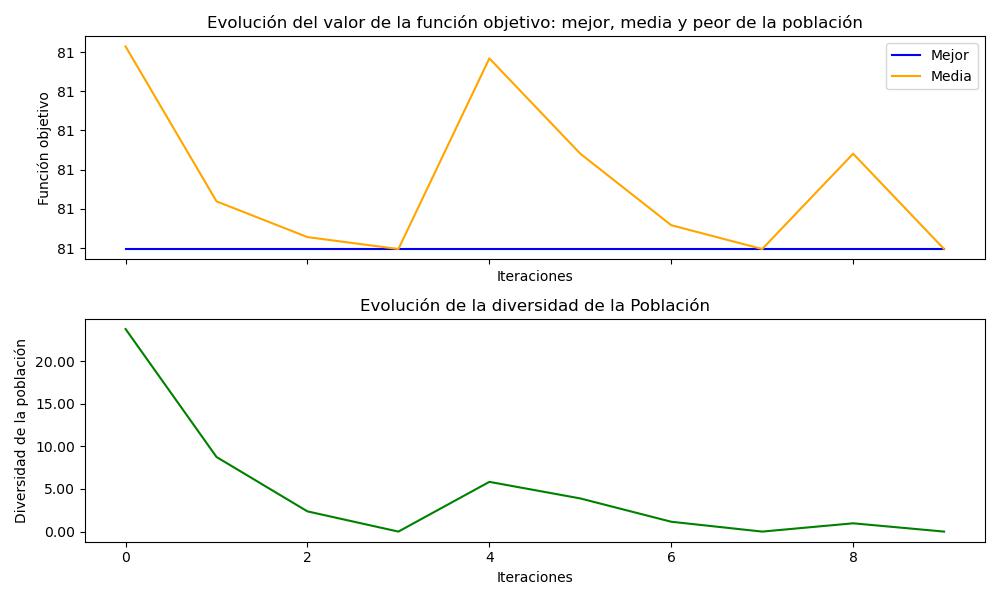 Evolución del valor de la función objetivo: mejor, media y peor de la población
Función objetivo
81
81
81
81
81
81
Mejor
Media
Iteraciones
Evolución de la diversidad de la Población
Diversidad de la población
20.00
15.00
10.00
5.00
0.00
0 2 4 6 8
Iteraciones